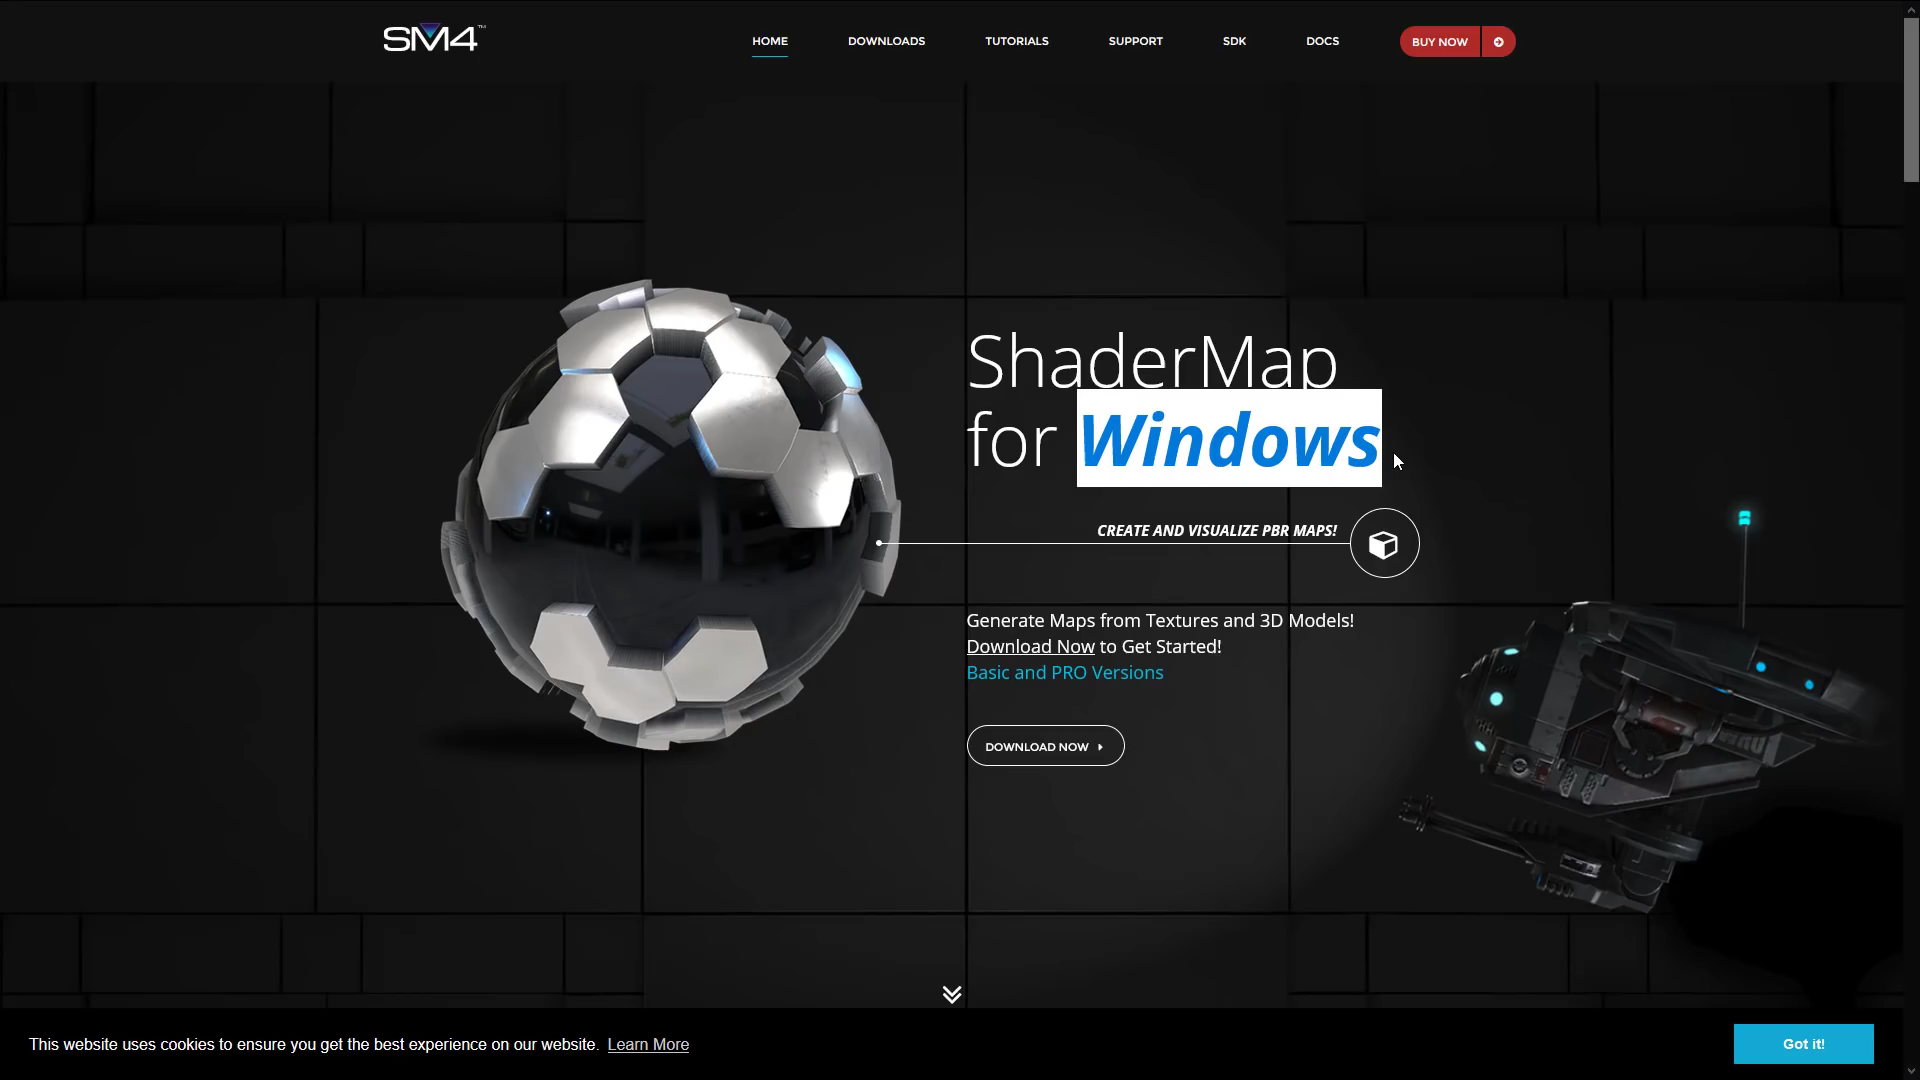 SM4™
HOME DOWNLOADS TUTORIALS SUPPORT SDK DOCS BUY NOW
ShaderMap
for Windows
CREATE AND VISUALIZE PBR MAPS!
Generate Maps from Textures and 3D Models!
Download Now to Get Started!
Basic and PRO Versions
DOWNLOAD NOW
This website uses cookies to ensure you get the best experience on our website. Learn More
Got it!